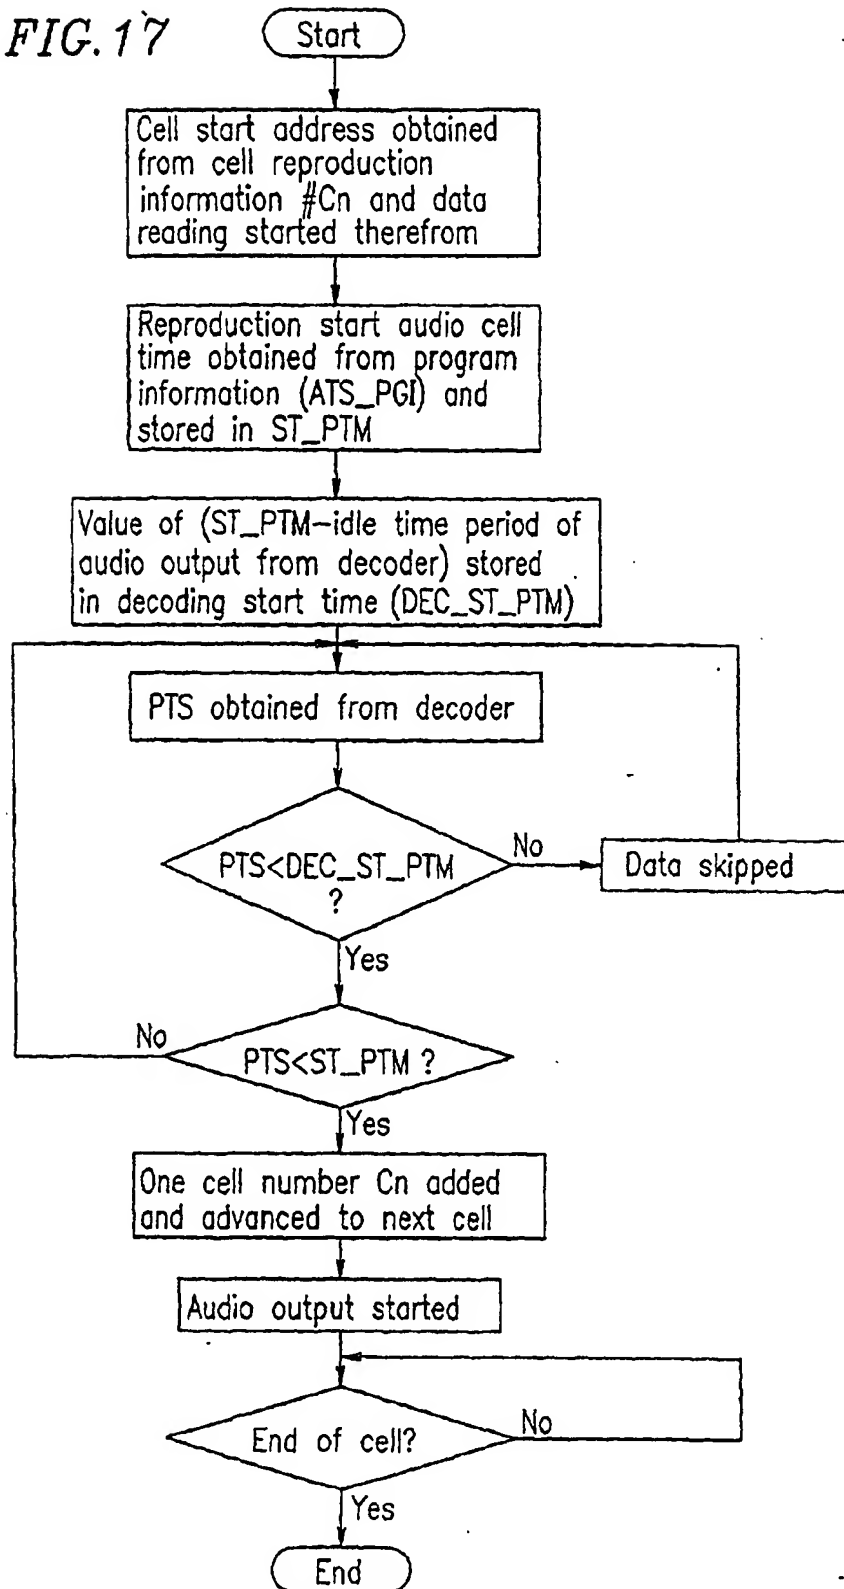 FIG.17
Start
Cell start address obtained
from cell reproduction
information #Cn and data
reading started therefrom
Reproduction start audio cell
time obtained from program
information (ATS_PGI) and
stored in ST_PTM
Value of (ST_PTM-idle time period of
audio output from decoder) stored
in decoding start time (DEC_ST_PTM)
PTS obtained from decoder
PTS<DEC_ST_PTM
?
No
Data skipped
Yes
No
PTS<ST_PTM ?
Yes
One cell number Cn added
and advanced to next cell
Audio output started
End of cell?
No
Yes
End